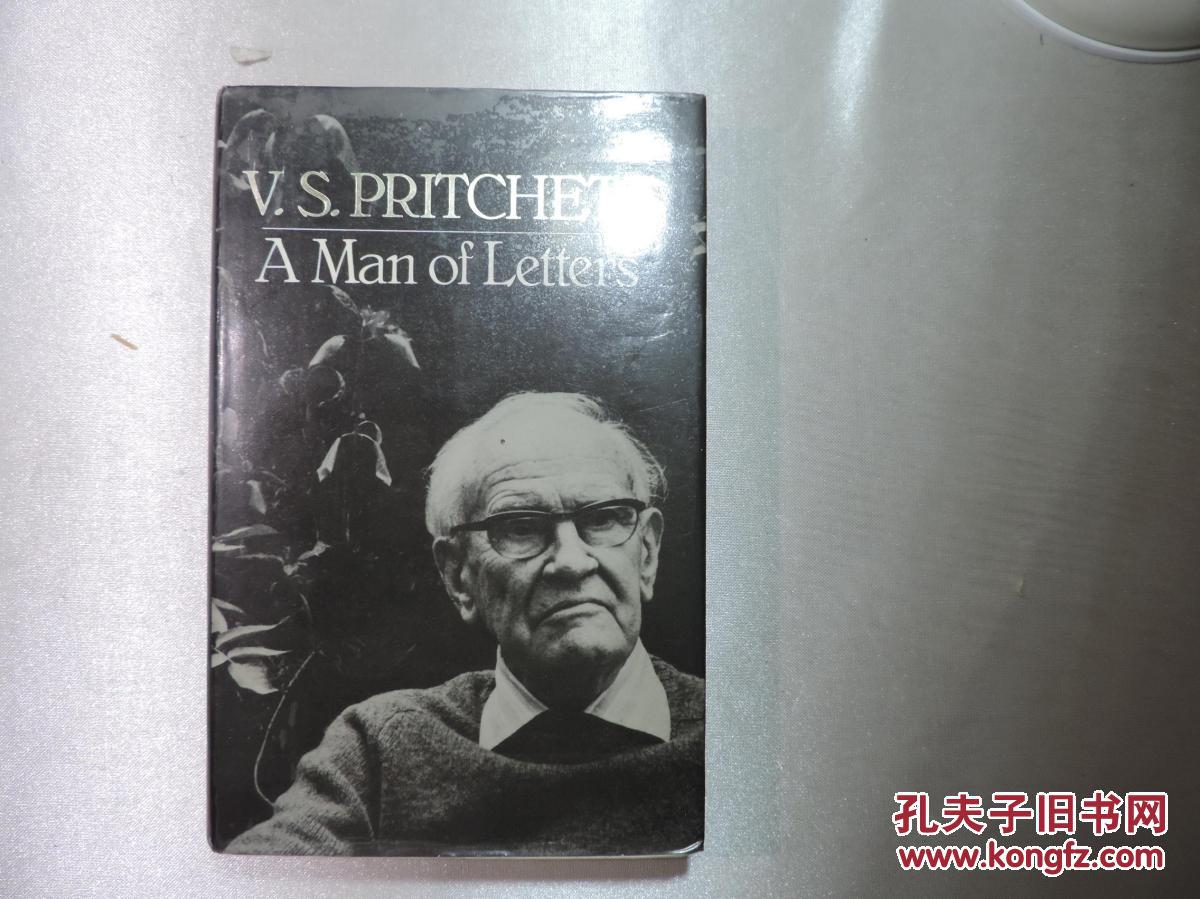 V. S. PRITCHETT
A Man of Letters
孔夫子旧书网
www.kongfz.com